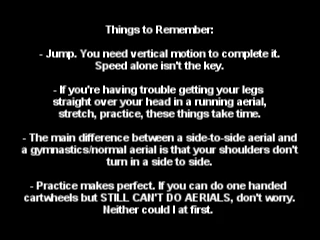 Things to Remember:
- Jump. You need vertical motion to complete it.
Speed alone isn't the key.
- If you're having trouble getting your legs
straight over your head in a running aerial,
stretch, practice, these things take time.
- The main difference between a side-to-side aerial and
a gymnastics/normal aerial is that your shoulders don't
turn in a side to side.
- Practice makes perfect. If you can do one handed
cartwheels but STILL CAN'T DO AERIALS, don't worry.
Neither could I at first.